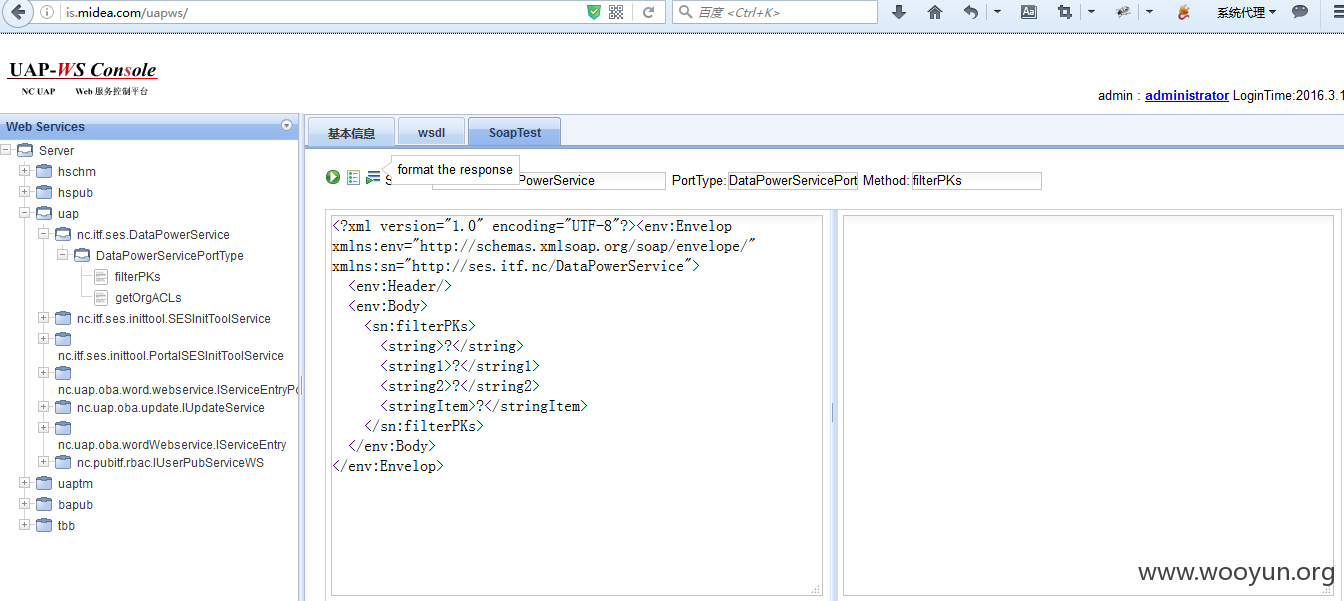 is.midea.com/uapws/
百度 <Ctrl+K>
系统代理
UAP-WS Console
NC UAP Web 服务控制平台
admin : administrator LoginTime:2016.3.1
Web Services
Server
hschm
hspub
uap
nc.itf.ses.DataPowerService
DataPowerServicePortType
filterPKs
getOrgACLs
nc.itf.ses.inittool.SESInitToolService
nc.itf.ses.inittool.PortalSESInitToolService
nc.uap.oba.word.webservice.IServiceEntryPo
nc.uap.oba.update.IUpdateService
nc.uap.oba.wordWebservice.IServiceEntry
nc.pubitf.rbac.IUserPubServiceWS
uaptm
bapub
tbb
基本信息 wsdl SoapTest
format the response
S PowerService PortType: DataPowerServicePort Method: filterPKs
<?xml version="1.0" encoding="UTF-8"?><env:Envelop
xmlns:env="http://schemas.xmlsoap.org/soap/envelope/"
xmlns:sn="http://ses.itf.nc/DataPowerService">
<env:Header/>
<env:Body>
<sn:filterPKs>
<string>?</string>
<string1>?</string1>
<string2>?</string2>
<stringItem>?</stringItem>
</sn:filterPKs>
</env:Body>
</env:Envelop>
www.wooyun.org